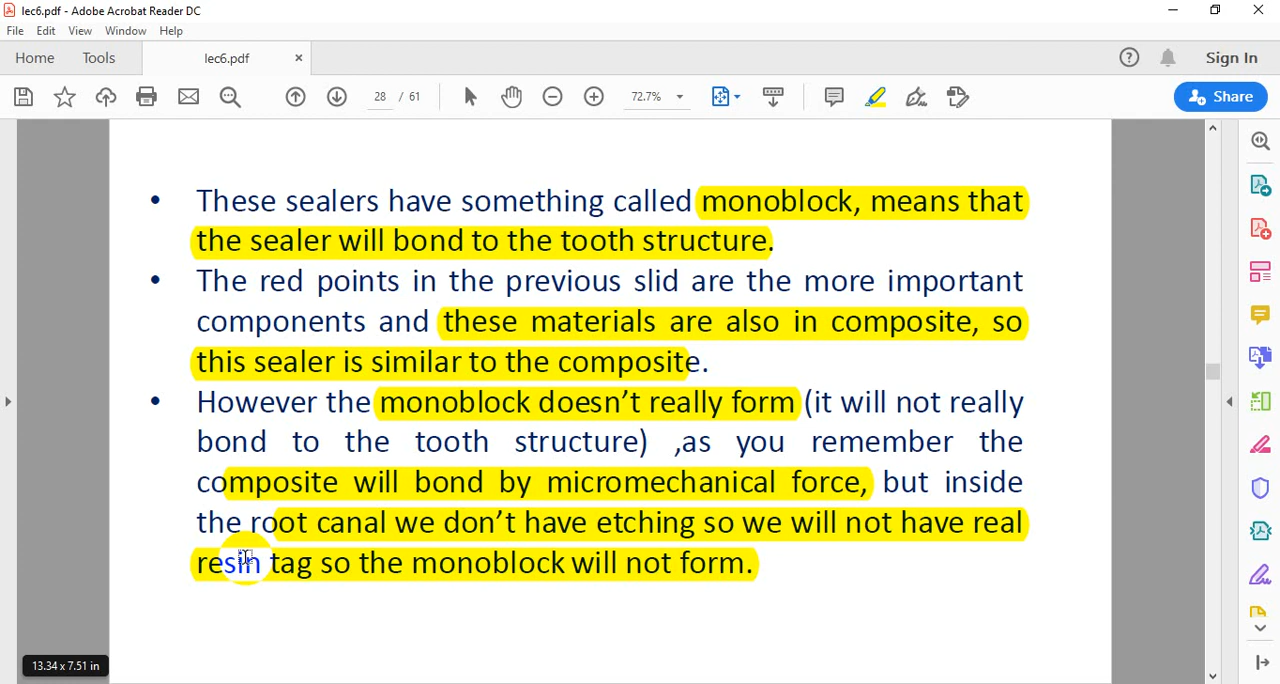 lec6.pdf - Adobe Acrobat Reader DC
File Edit View Window Help
Home Tools lec6.pdf × Sign In
28 / 61 72.7% Share
• These sealers have something called monoblock, means that
the sealer will bond to the tooth structure.
• The red points in the previous slid are the more important
components and these materials are also in composite, so
this sealer is similar to the composite.
• However the monoblock doesn't really form (it will not really
bond to the tooth structure) ,as you remember the
composite will bond by micromechanical force, but inside
the root canal we don't have etching so we will not have real
resin tag so the monoblock will not form.
13.34 x 7.51 in